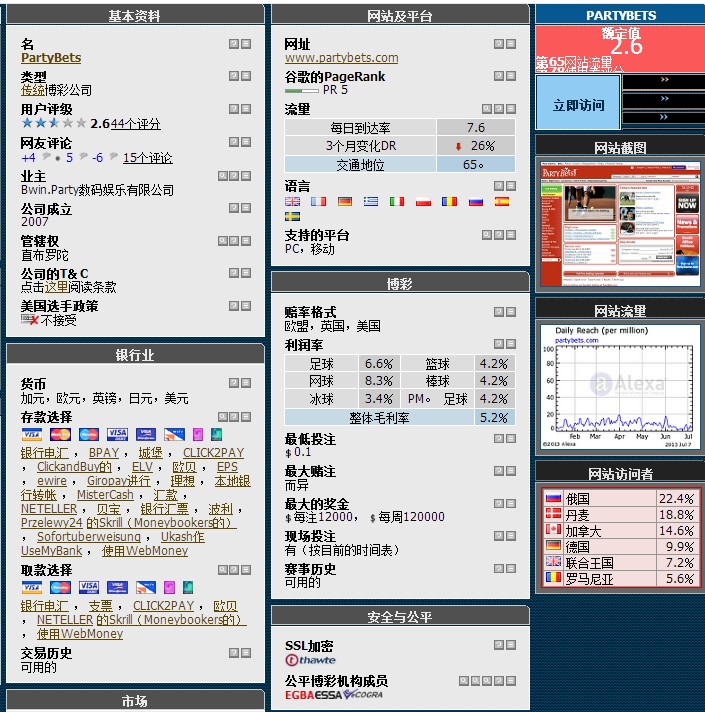 基本资料
名
PartyBets
类型
传统博彩公司
用户评级
2.6 44个评分
网友评论
+4 5 -6 15个评论
业主
Bwin.Party数码娱乐有限公司
公司成立
2007
管辖权
直布罗陀
公司的T& C
点击这里阅读条款
美国选手政策
不接受
银行业
货币
加元，欧元，英镑，日元，美元
存款选择
银行电汇 ， BPAY ， 城堡 ， CLICK2PAY
， ClickandBuy的 ， ELV ， 欧贝 ， EPS
， ewire ， Giropay进行 ， 理想 ， 本地银
行转帐 ， MisterCash ， 汇款 ，
NETELLER ， 贝宝 ， 银行汇票 ， 波利 ，
Przelewy24 的Skrill（Moneybookers的）
， Sofortuberweisung ， Ukash作
UseMyBank ， 使用WebMoney
取款选择
银行电汇 ， 支票 ， CLICK2PAY ， 欧贝
， NETELLER 的Skrill（Moneybookers的）
， 使用WebMoney
交易历史
可用的
市场
网站及平台
网址
www.partybets.com
谷歌的PageRank
PR 5
流量
每日到达率 7.6
3个月变化DR 26%
交通地位 65。
语言
支持的平台
PC，移动
博彩
赔率格式
欧盟，英国，美国
利润率
足球 6.6% 篮球 4.2%
网球 8.3% 棒球 4.2%
冰球 3.4% PM。 足球 4.2%
整体毛利率 5.2%
最低投注
$ 0.1
最大赌注
而异
最大的奖金
$ 每注12000， $ 每周120000
现场投注
有（按目前的时间表）
赛事历史
可用的
安全与公平
SSL加密
thawte
公平博彩机构成员
EGBA ESSA eCOGRA
PARTYBETS
额定值
2.6
第65网站流量
立即访问
网站截图
PARTYBETS
SIGN UP NOW
网站流量
Daily Reach (per million)
partybets.com
100
80
60
40
20
0
Alexa
Feb Mar Apr May Jun Jul
©2013 Alexa 2013 Jul 7
网站访问者
俄国 22.4%
丹麦 18.8%
加拿大 14.6%
德国 9.9%
联合王国 7.2%
罗马尼亚 5.6%